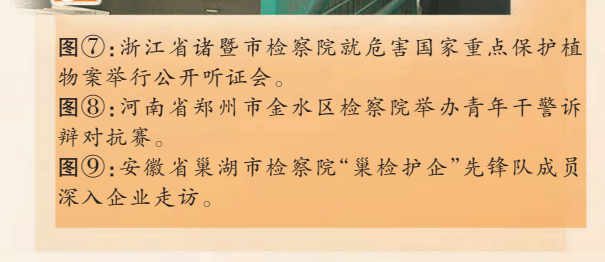 图⑦:浙江省诸暨市检察院就危害国家重点保护植
物案举行公开听证会。
图⑧:河南省郑州市金水区检察院举办青年干警诉
辩对抗赛。
图⑨:安徽省巢湖市检察院“巢检护企”先锋队成员
深入企业走访。